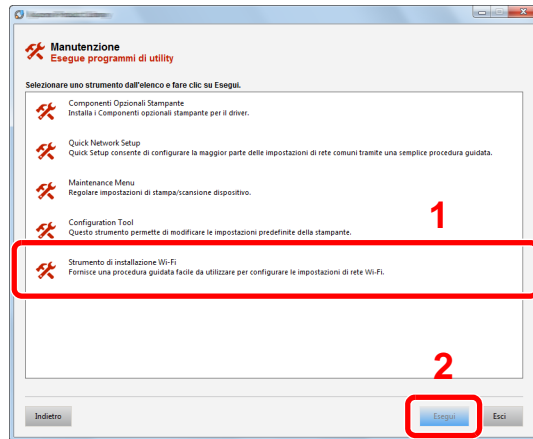 Manutenzione
Esegue programmi di utility
Selezionare uno strumento dall'elenco e fare clic su Esegui.
Componenti Opzionali Stampante
Installa i Componenti opzionali stampante per il driver.
Quick Network Setup
Quick Setup consente di configurare la maggior parte delle impostazioni di rete comuni tramite una semplice procedura guidata.
Maintenance Menu
Regolare impostazioni di stampa/scansione dispositivo.
1
Configuration Tool
Questo strumento permette di modificare le impostazioni predefinite della stampante.
Strumento di installazione Wi-Fi
Fornisce una procedura guidata facile da utilizzare per configurare le impostazioni di rete Wi-Fi.
2
Indietro Esegui Esci